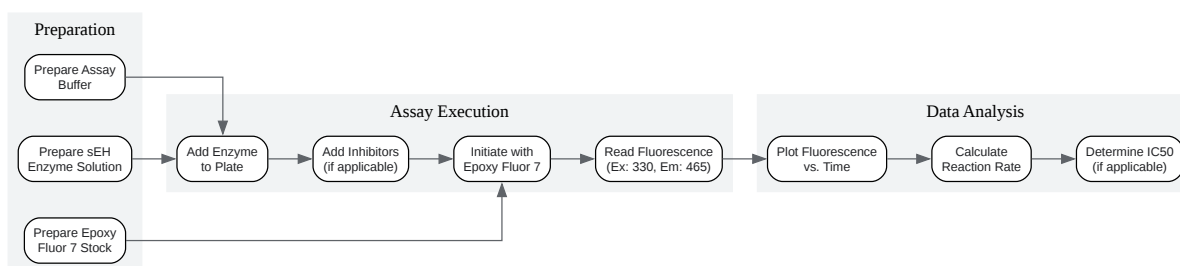 Preparation
Prepare Assay
Buffer
Prepare sEH
Enzyme Solution
Prepare Epoxy
Fluor 7 Stock
Assay Execution
Add Enzyme
to Plate
Add Inhibitors
(if applicable)
Initiate with
Epoxy Fluor 7
Read Fluorescence
(Ex: 330, Em: 465)
Data Analysis
Plot Fluorescence
vs. Time
Calculate
Reaction Rate
Determine IC50
(if applicable)